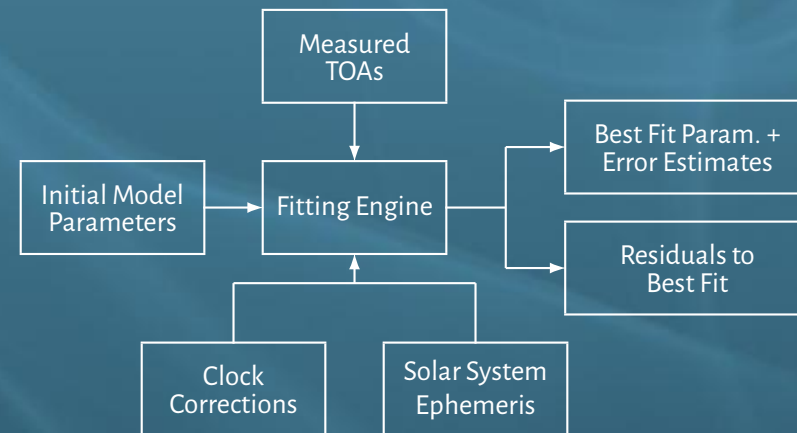 Measured
TOAs
Initial Model
Parameters
Fitting Engine
Best Fit Param. +
Error Estimates
Residuals to
Best Fit
Clock
Corrections
Solar System
Ephemeris